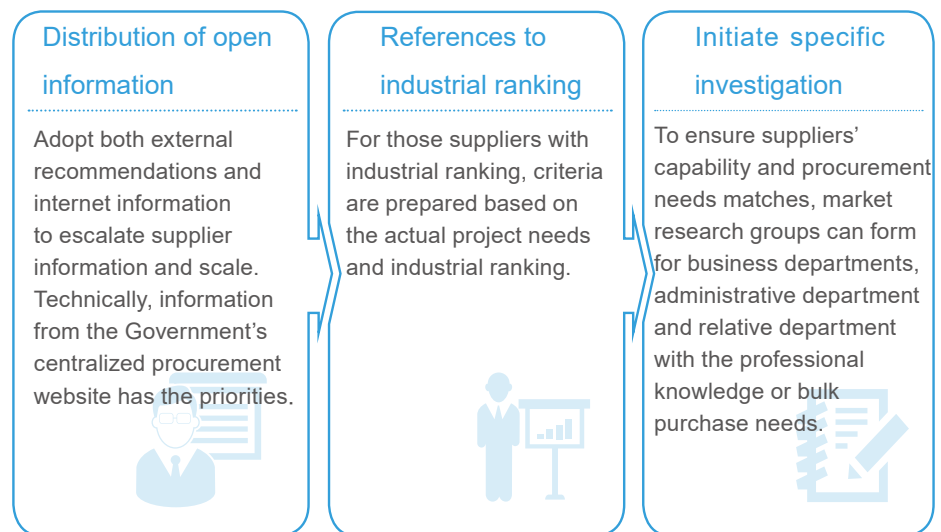 Distribution of open
information
Adopt both external
recommendations and
internet information
to escalate supplier
information and scale.
Technically, information
from the Government’s
centralized procurement
website has the priorities.
References to
industrial ranking
For those suppliers with
industrial ranking, criteria
are prepared based on
the actual project needs
and industrial ranking.
Initiate specific
investigation
To ensure suppliers’
capability and procurement
needs matches, market
research groups can form
for business departments,
administrative department
and relative department
with the professional
knowledge or bulk
purchase needs.